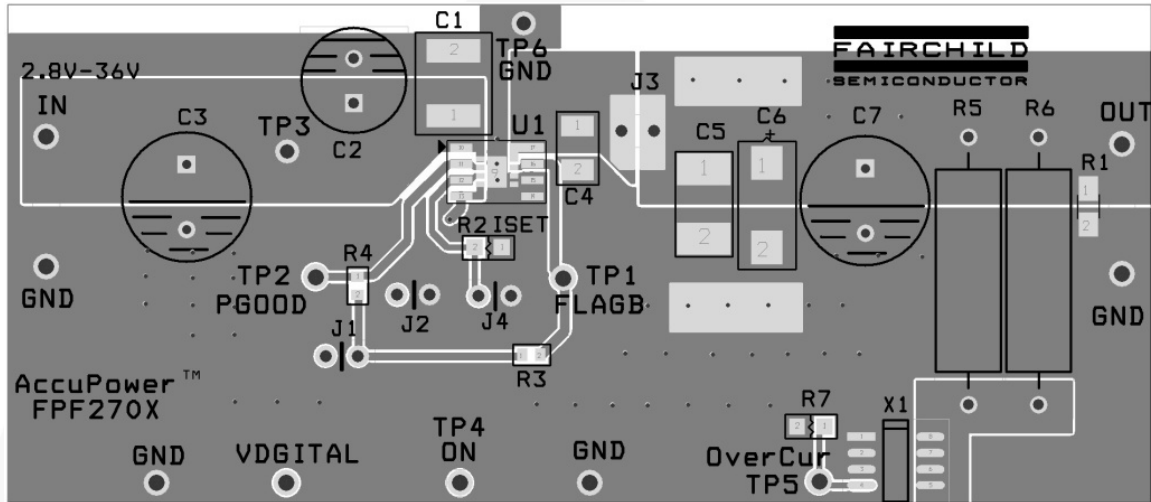 C1
TP6
GND
FAIRCHILD
SEMICONDUCTOR
2.8V-36V
IN
C3
TP3
C2
U1
J3
C5
C6
C7
R5
R6
OUT
R1
C4
R2 ISET
R4
TP2
PGOOD
TP1
FLAGB
GND
J2
J4
GND
J1
R3
AccuPower™
FPF270X
R7
X1
GND
VDGITAL
TP4
ON
GND
OverCur
TP5